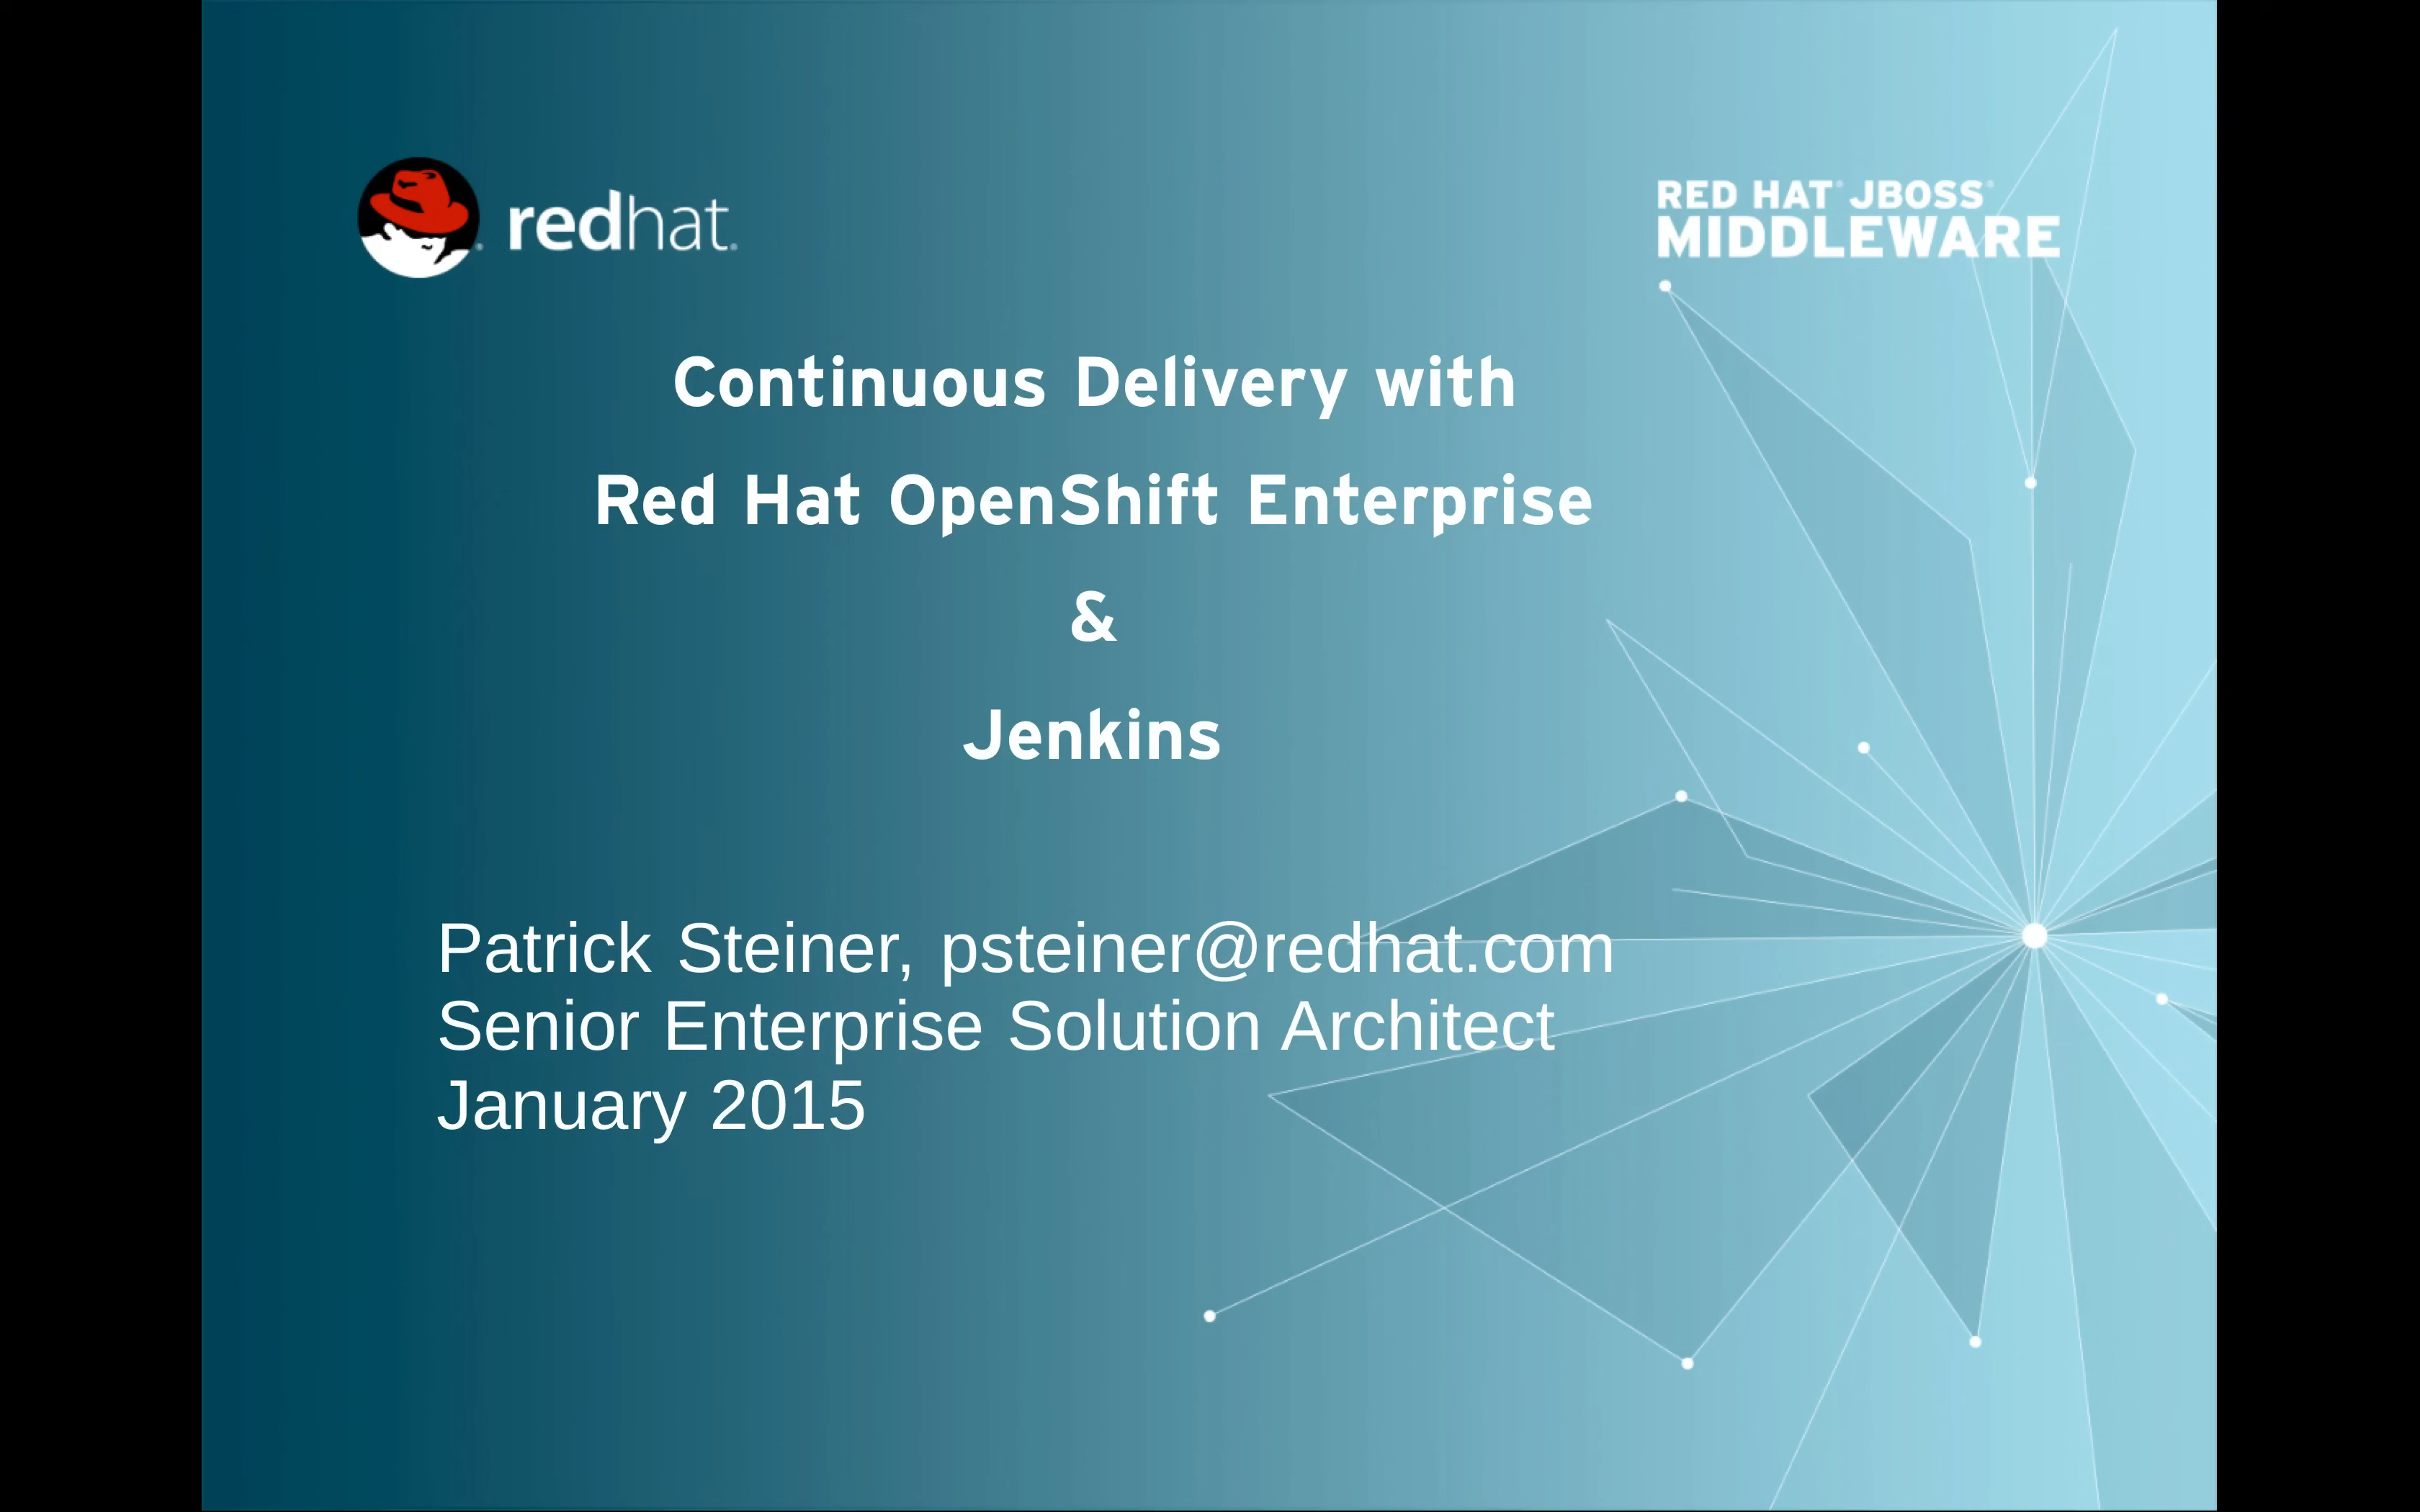 redhat.
RED HAT® JBOSS®
MIDDLEWARE
Continuous Delivery with
Red Hat OpenShift Enterprise
&
Jenkins
Patrick Steiner, psteiner@redhat.com
Senior Enterprise Solution Architect
January 2015